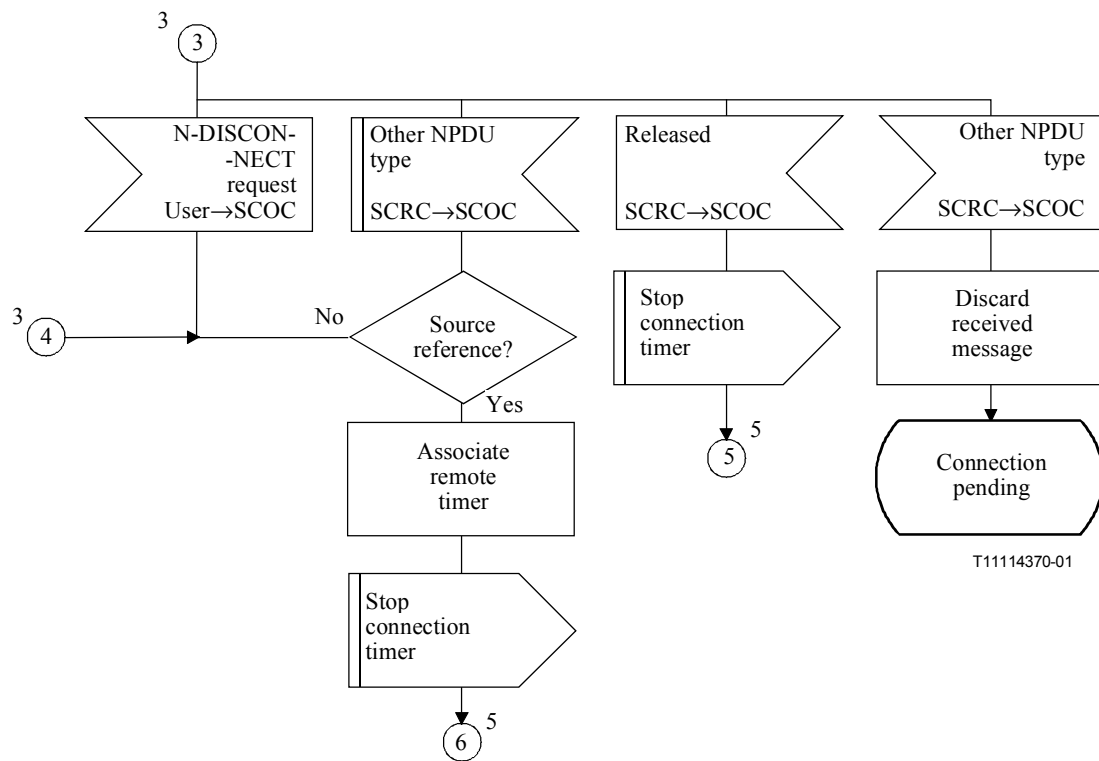 3
3
N-DISCON-
-NECT
request
User→SCOC
Other NPDU
type
SCRC→SCOC
Released
SCRC→SCOC
Other NPDU
type
SCRC→SCOC
3
4
No
Source
reference?
Yes
Stop
connection
timer
Discard
received
message
Associate
remote
timer
5
5
Connection
pending
T11114370-01
Stop
connection
timer
5
6